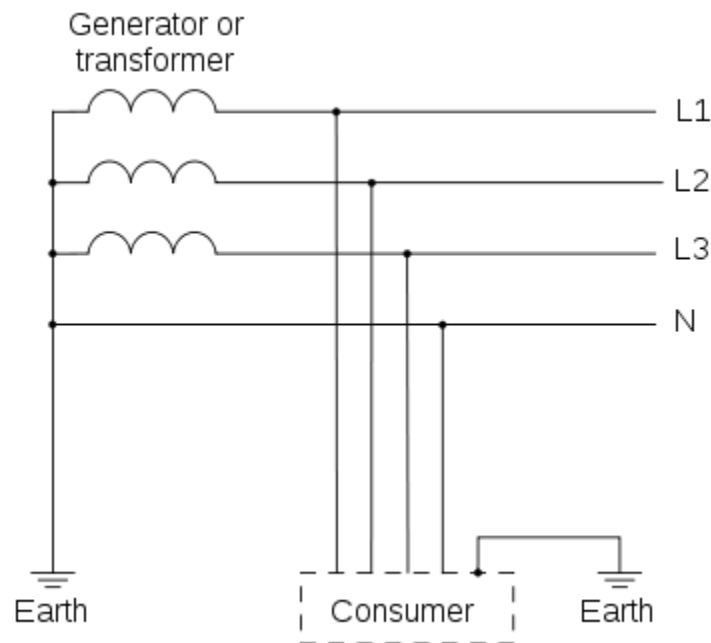 Generator or
transformer
L1
L2
L3
N
Earth
Consumer
Earth